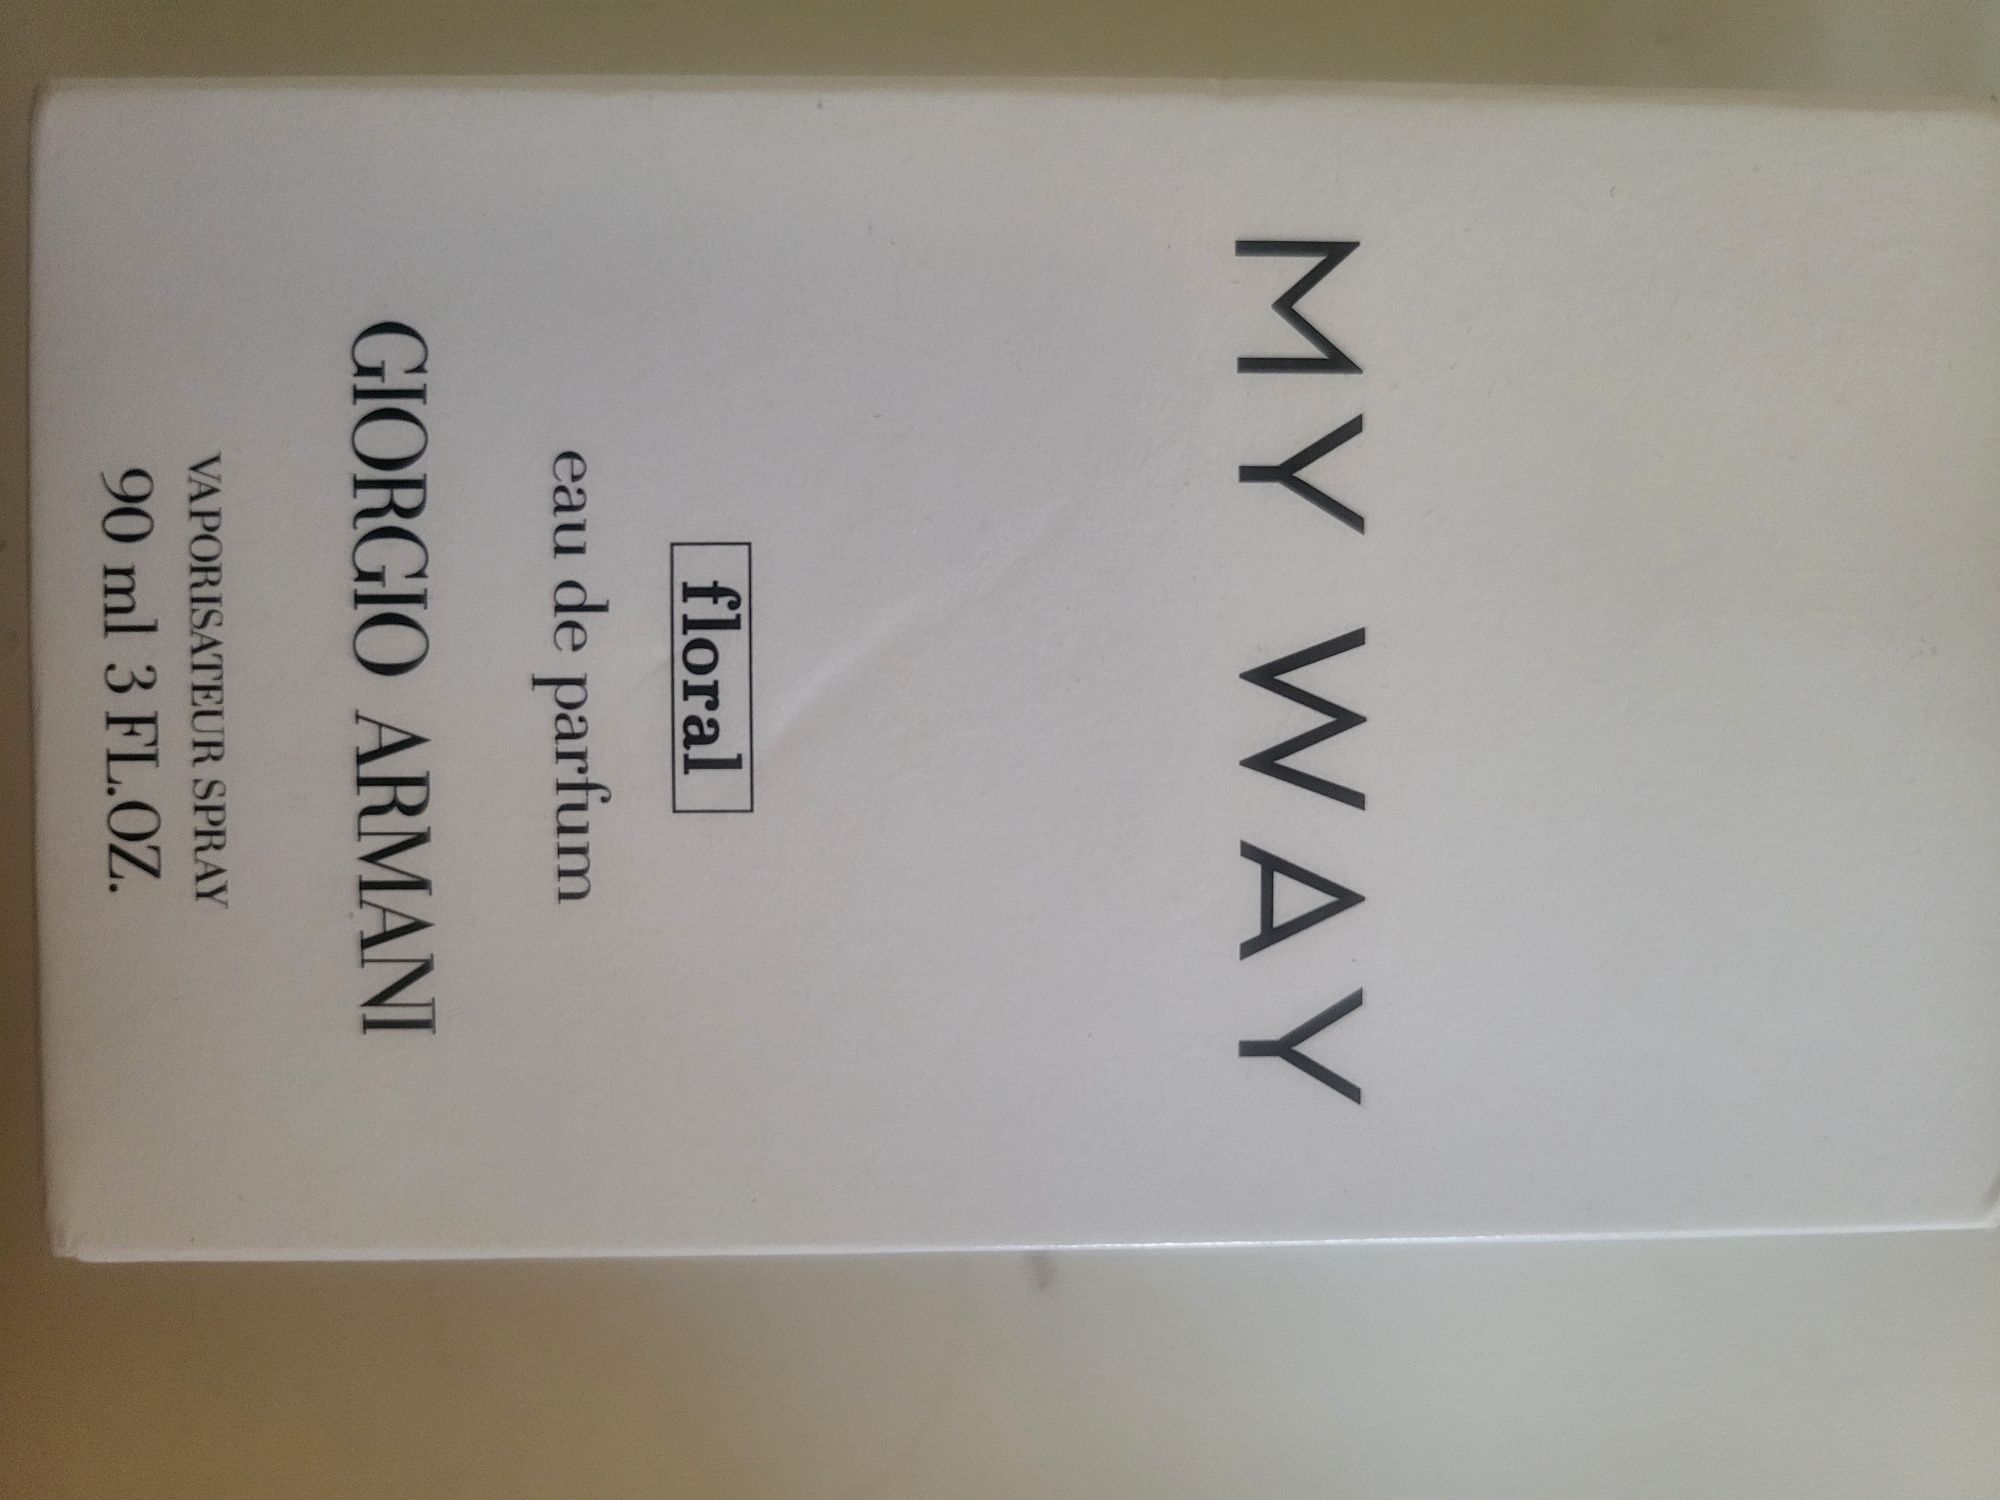 MY WAY
floral
eau de parfum
GIORGIO ARMANI
VAPORISATEUR SPRAY
90 ml 3 FL.OZ.